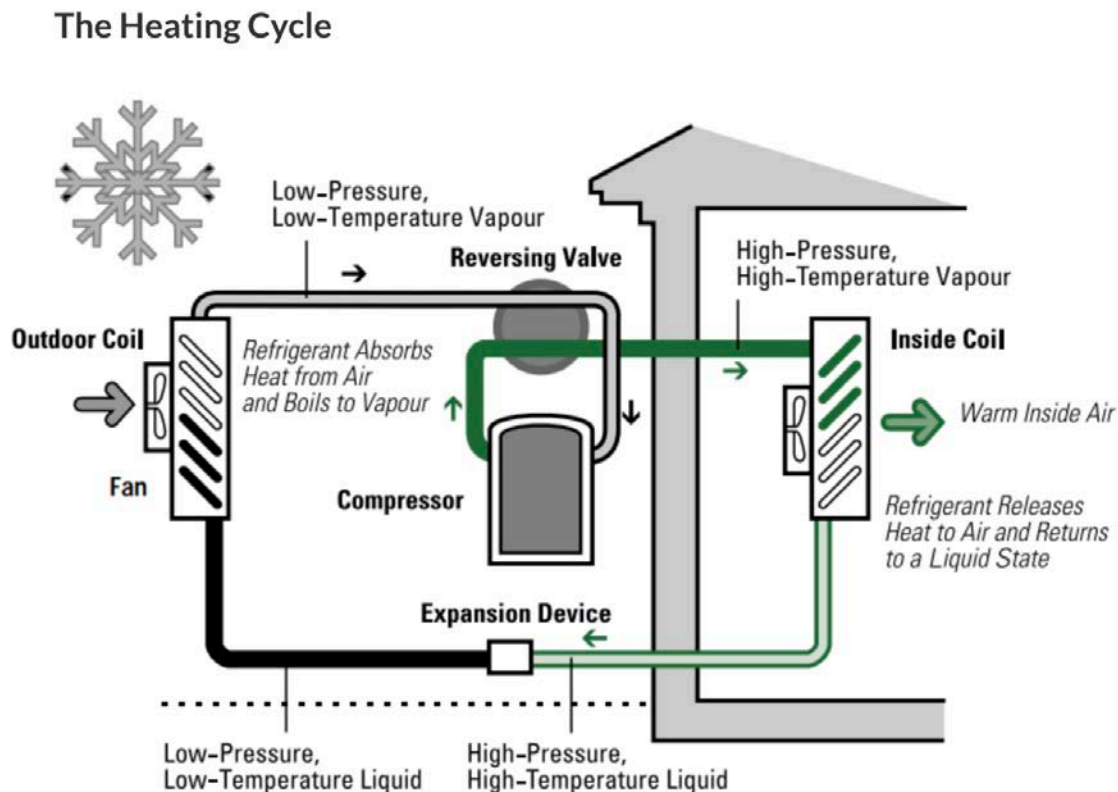 The Heating Cycle
Low-Pressure,
Low-Temperature Vapour
Reversing Valve
High-Pressure,
High-Temperature Vapour
Outdoor Coil
Refrigerant Absorbs
Heat from Air
and Boils to Vapour
Inside Coil
Warm Inside Air
Fan
Compressor
Refrigerant Releases
Heat to Air and Returns
to a Liquid State
Expansion Device
Low-Pressure,
Low-Temperature Liquid
High-Pressure,
High-Temperature Liquid